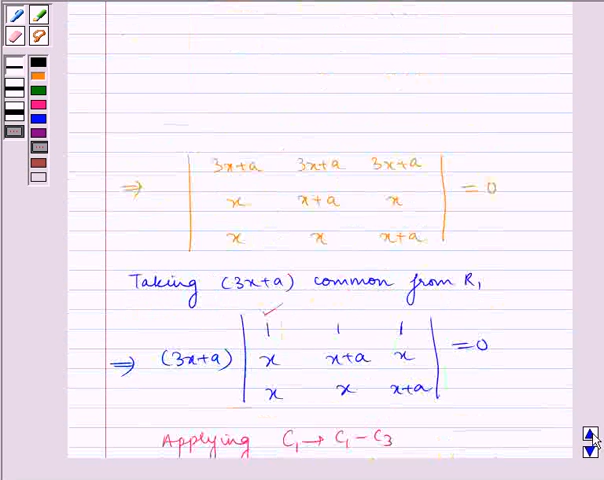 ⇒ | 3x+a 3x+a 3x+a |
| x x+a x | = 0
| x x x+a |
Taking (3x+a) common from R₁
⇒ (3x+a) | 1 1 1 |
| x x+a x | = 0
| x x x+a |
Applying C₁ → C₁ – C₃